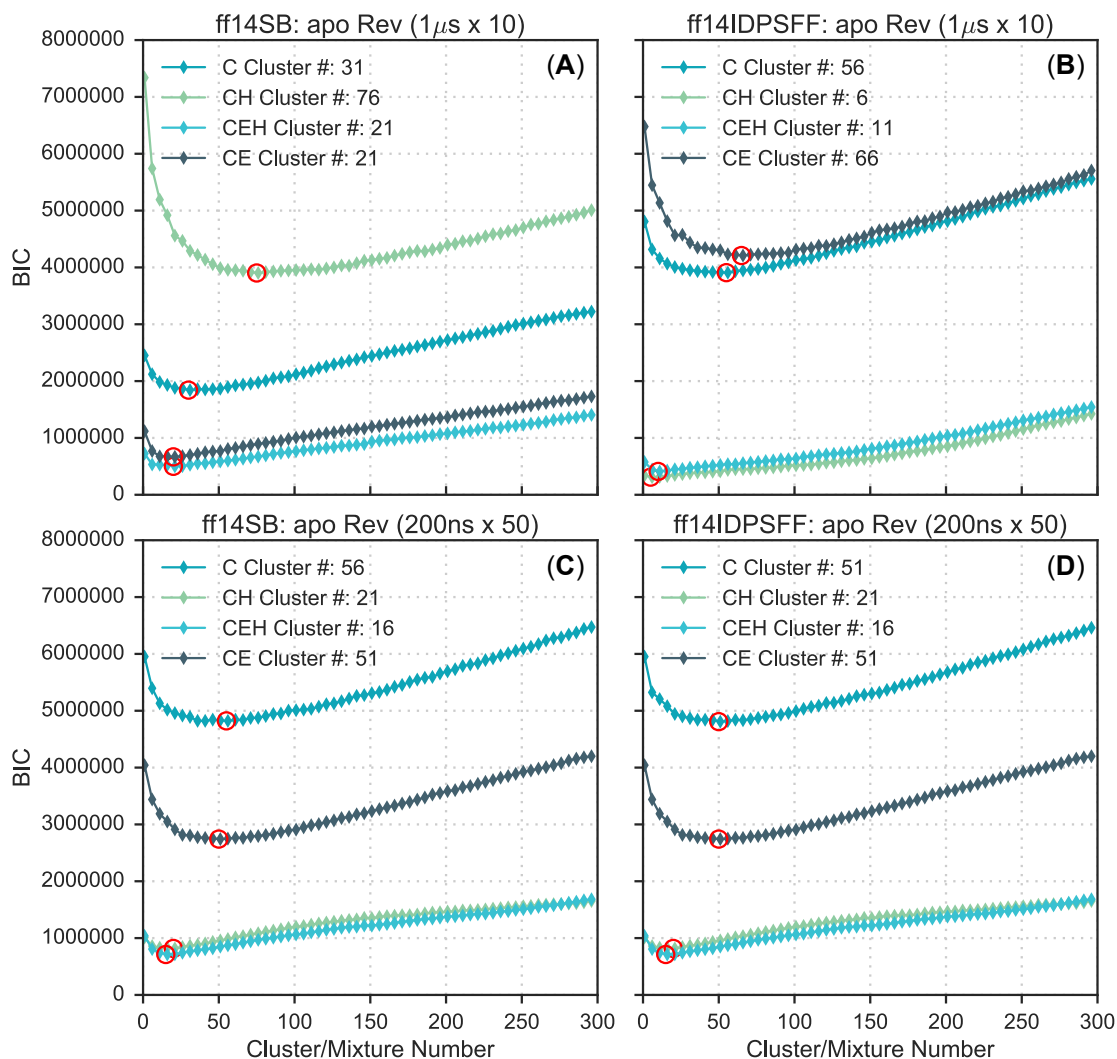 ff14SB: apo Rev (1μs x 10)
8000000
7000000
6000000
5000000
4000000
3000000
2000000
1000000
0
BIC
(A)
C Cluster #: 31
CH Cluster #: 76
CEH Cluster #: 21
CE Cluster #: 21
ff14IDPSFF: apo Rev (1μs x 10)
(B)
C Cluster #: 56
CH Cluster #: 6
CEH Cluster #: 11
CE Cluster #: 66
ff14SB: apo Rev (200ns x 50)
8000000
7000000
6000000
5000000
4000000
3000000
2000000
1000000
0
BIC
(C)
C Cluster #: 56
CH Cluster #: 21
CEH Cluster #: 16
CE Cluster #: 51
0 50 100 150 200 250 300
Cluster/Mixture Number
ff14IDPSFF: apo Rev (200ns x 50)
(D)
C Cluster #: 51
CH Cluster #: 21
CEH Cluster #: 16
CE Cluster #: 51
0 50 100 150 200 250 300
Cluster/Mixture Number